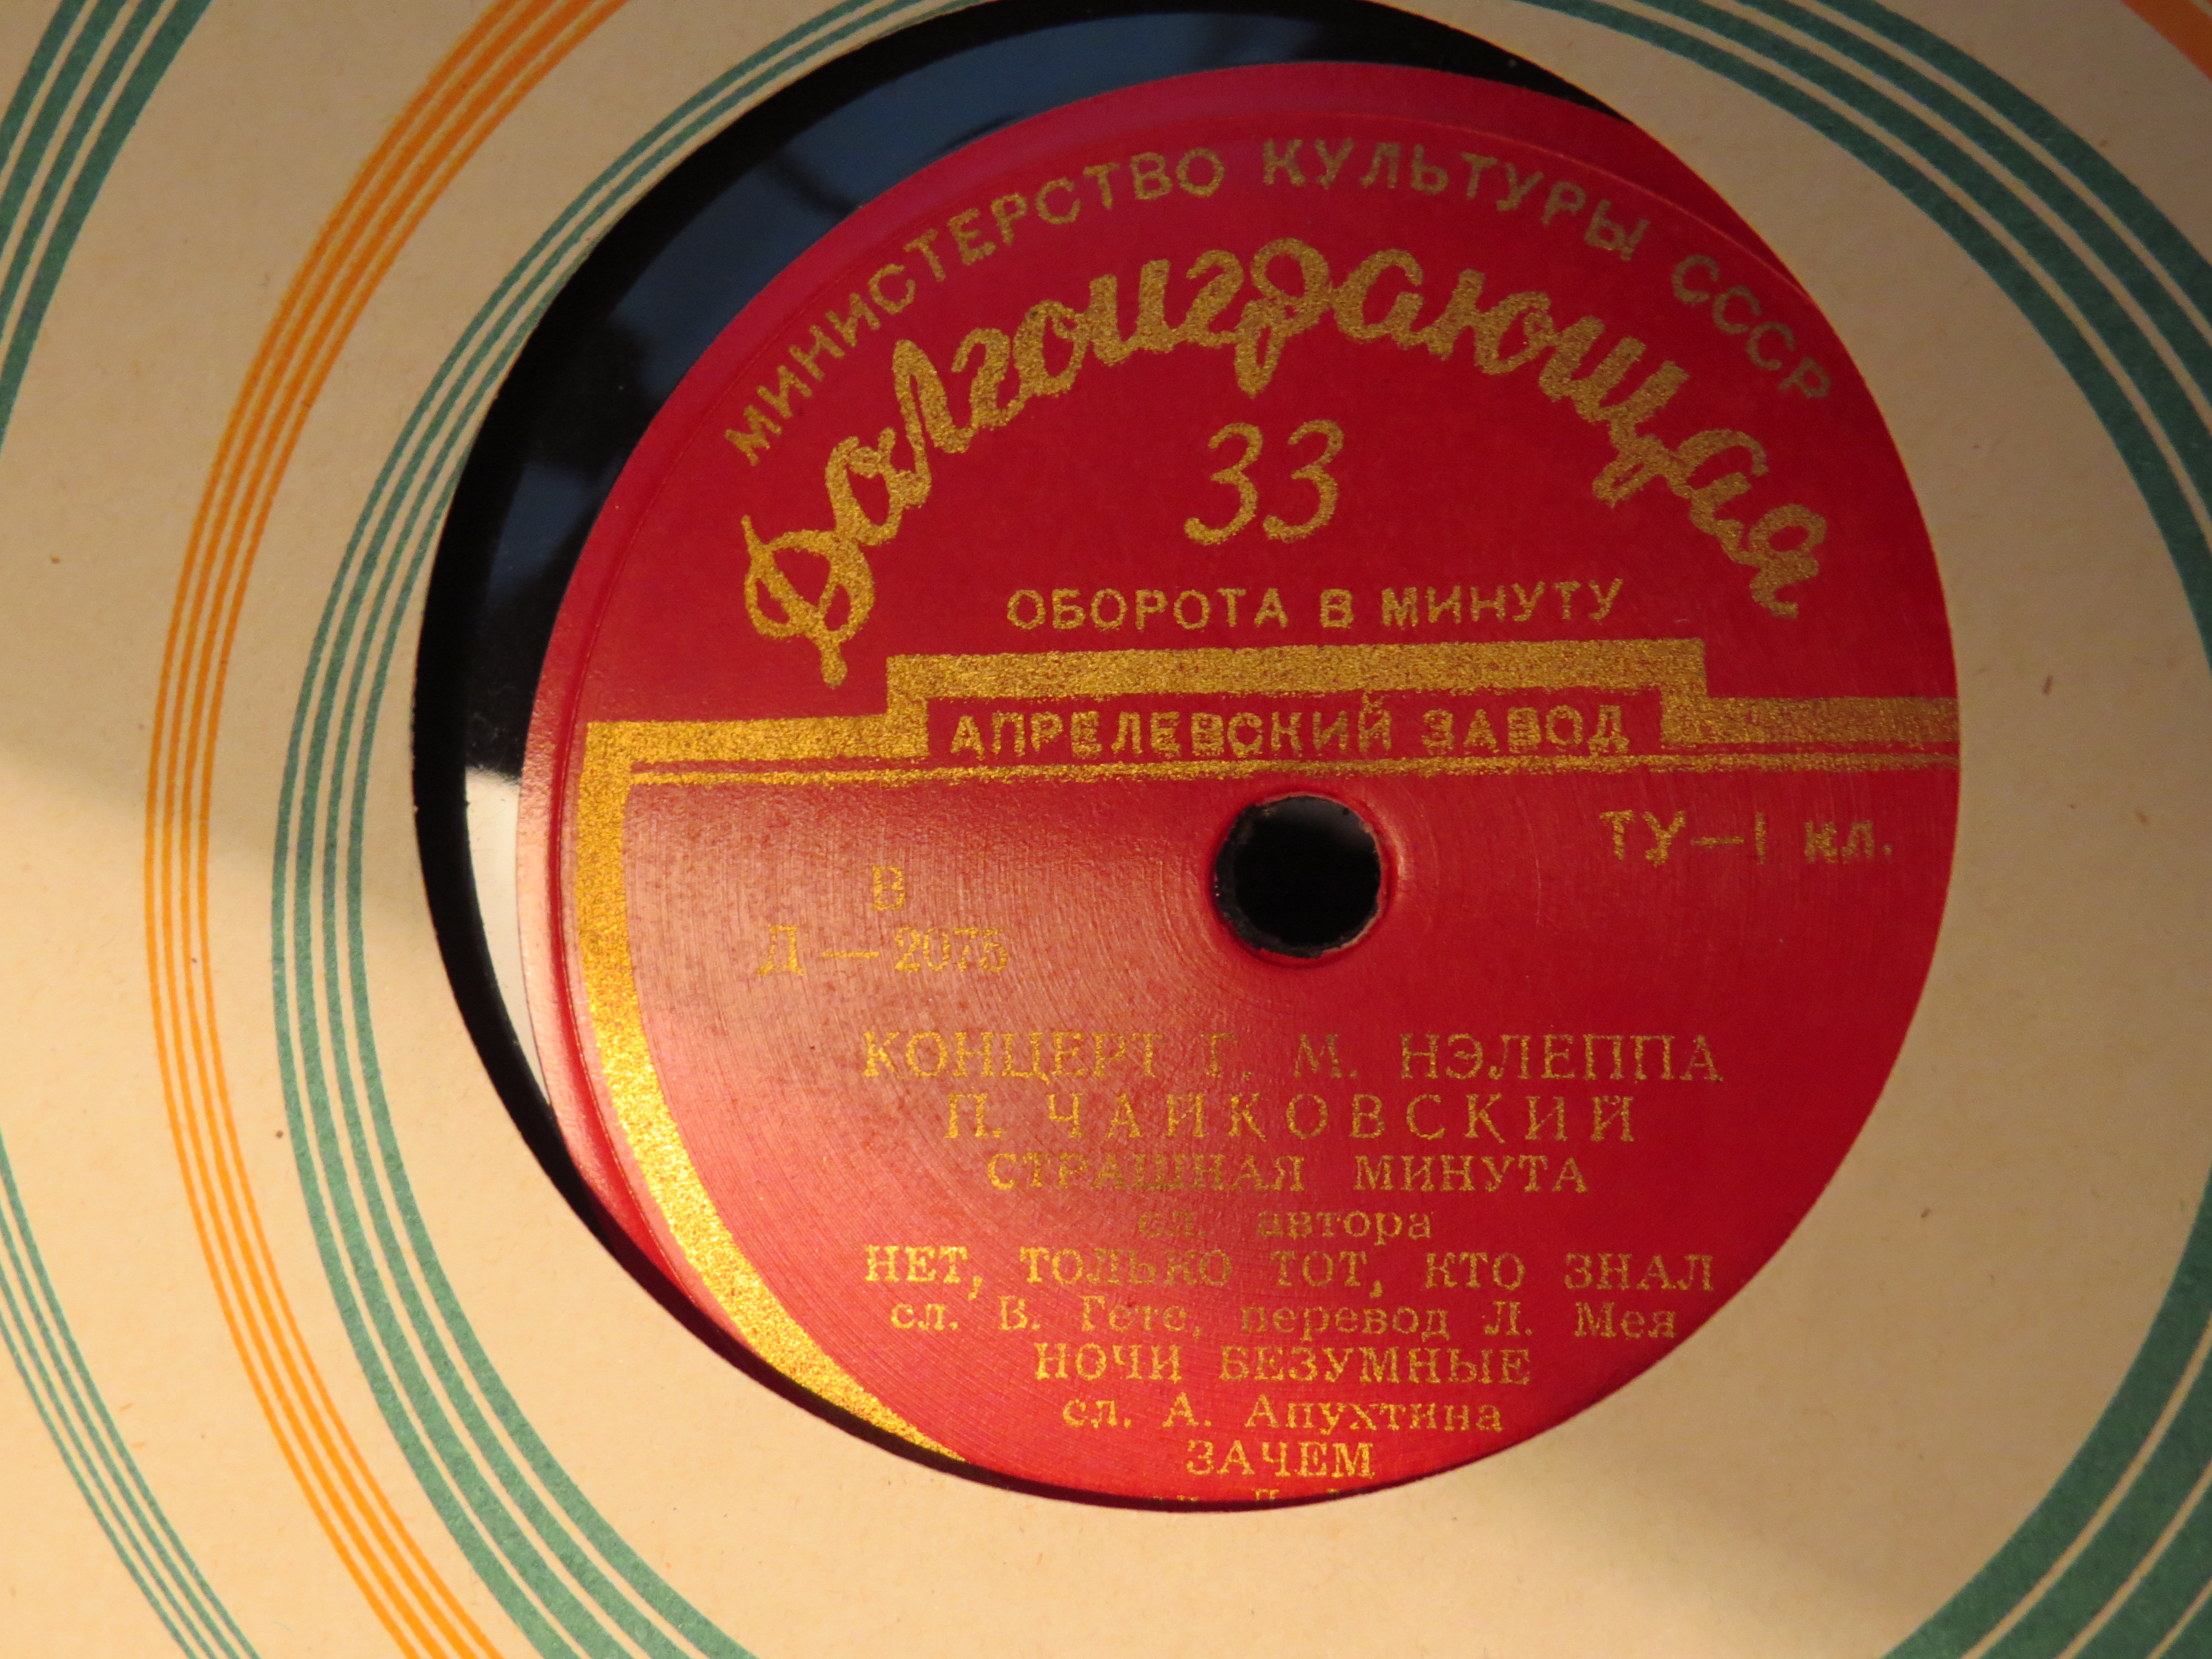 МИНИСТЕРСТВО КУЛЬТУРЫ СССР
Долгоиграющая
33
ОБОРОТА В МИНУТУ
АПРЕЛЕВСКИЙ ЗАВОД
ТУ—1 кл.
В
Д—2075
КОНЦЕРТ Г. М. НЭЛЕППА
П. ЧАЙКОВСКИЙ
СТРАШНАЯ МИНУТА
сл. автора
НЕТ, ТОЛЬКО ТОТ, КТО ЗНАЛ
сл. В. Гете, перевод Л. Мея
НОЧИ БЕЗУМНЫЕ
сл. А. Апухтина
ЗАЧЕМ